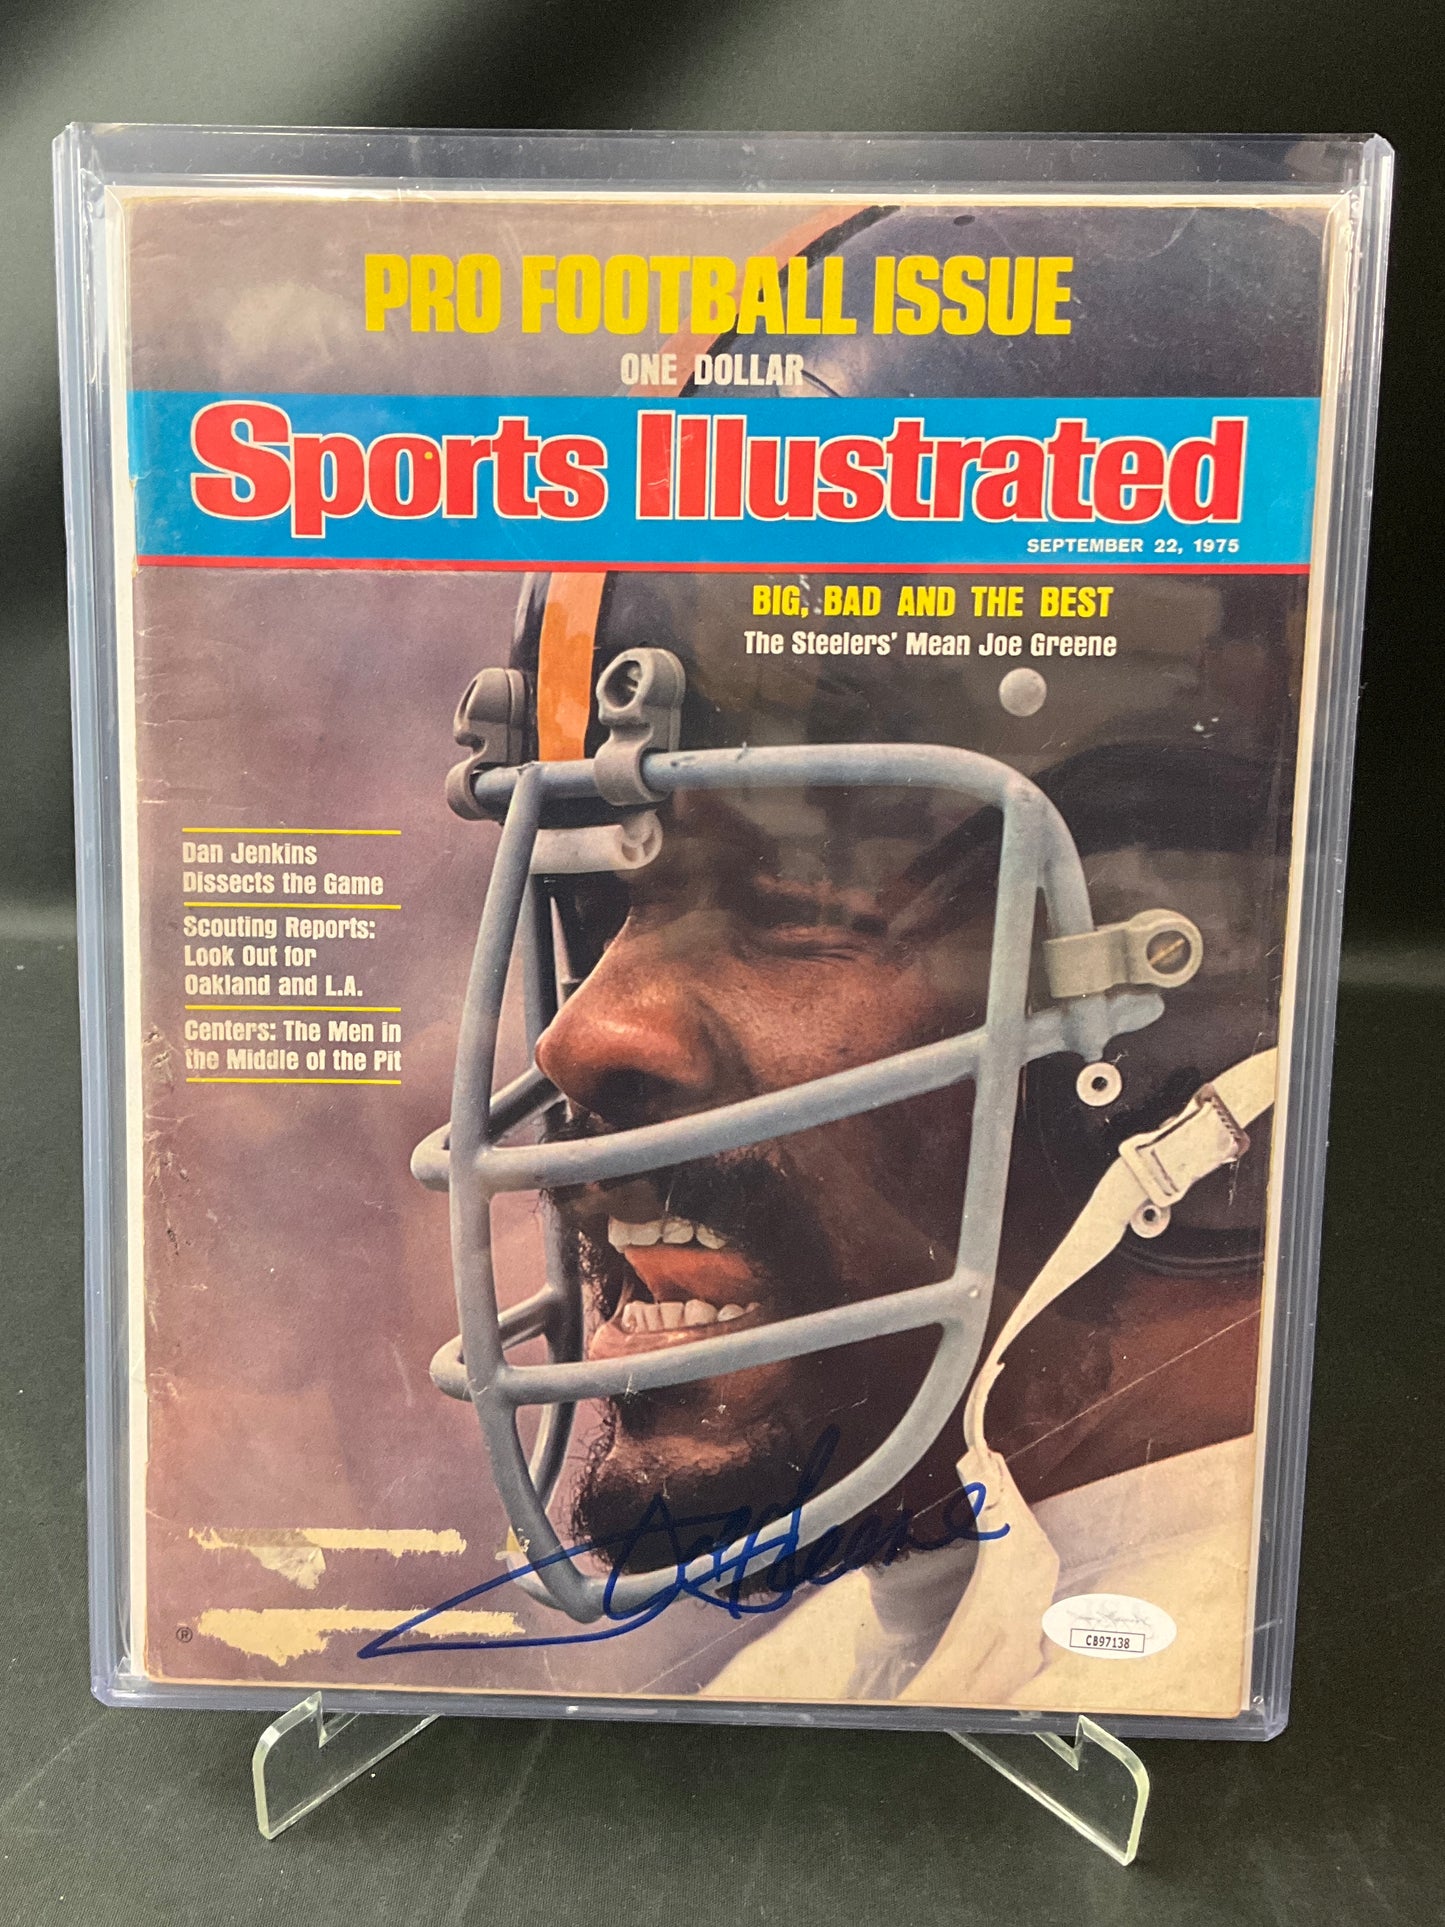 PRO FOOTBALL ISSUE
ONE DOLLAR
Sports Illustrated
SEPTEMBER 22, 1975
BIG, BAD AND THE BEST
The Steelers' Mean Joe Greene
Dan Jenkins
Dissects the Game
Scouting Reports:
Look Out for
Oakland and L.A.
Centers: The Men in
the Middle of the Pit
®
Joe Greene
CB97138